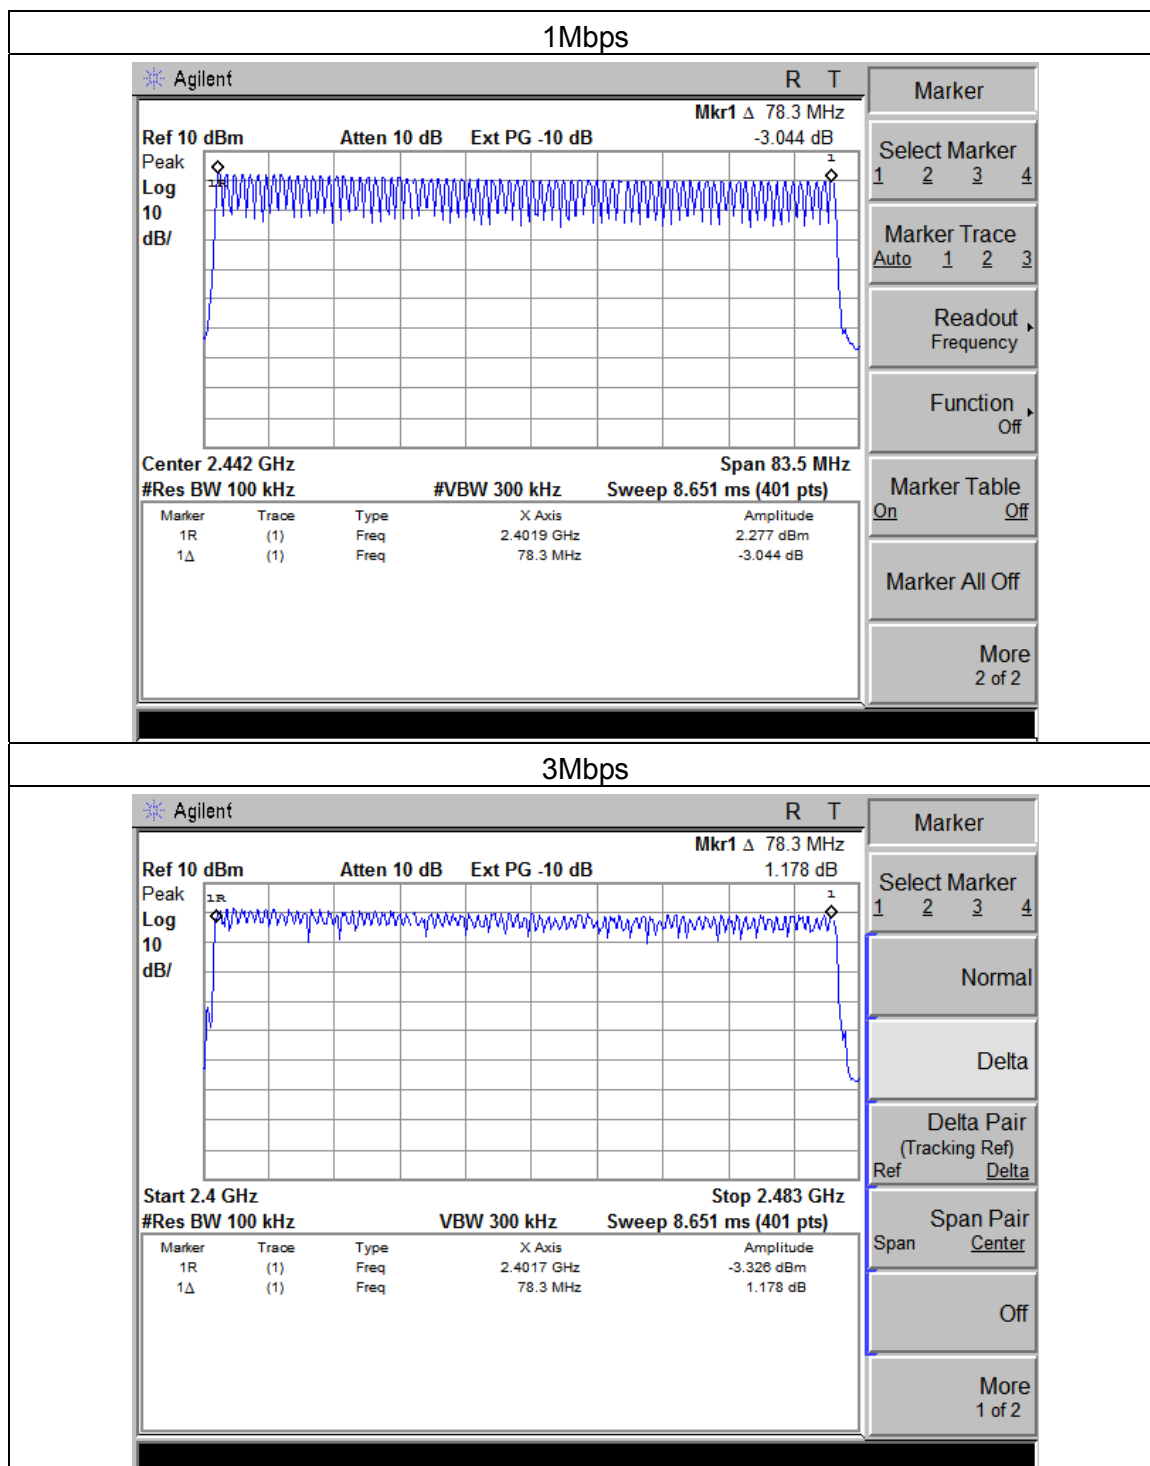 1Mbps
Agilent R T
Mkr1 Δ 78.3 MHz
Ref 10 dBm Atten 10 dB Ext PG -10 dB -3.044 dB
Peak
Log
10
dB/
1R
1
Center 2.442 GHz Span 83.5 MHz
#Res BW 100 kHz #VBW 300 kHz Sweep 8.651 ms (401 pts)
Marker Trace Type X Axis Amplitude
1R (1) Freq 2.4019 GHz 2.277 dBm
1Δ (1) Freq 78.3 MHz -3.044 dB
Marker
Select Marker
1 2 3 4
Marker Trace
Auto 1 2 3
Readout
Frequency
Function
Off
Marker Table
On Off
Marker All Off
More
2 of 2
3Mbps
Agilent R T
Mkr1 Δ 78.3 MHz
Ref 10 dBm Atten 10 dB Ext PG -10 dB 1.178 dB
Peak
Log
10
dB/
1R
1
Start 2.4 GHz Stop 2.483 GHz
#Res BW 100 kHz VBW 300 kHz Sweep 8.651 ms (401 pts)
Marker Trace Type X Axis Amplitude
1R (1) Freq 2.4017 GHz -3.326 dBm
1Δ (1) Freq 78.3 MHz 1.178 dB
Marker
Select Marker
1 2 3 4
Normal
Delta
Delta Pair
(Tracking Ref)
Ref Delta
Span Pair
Span Center
Off
More
1 of 2